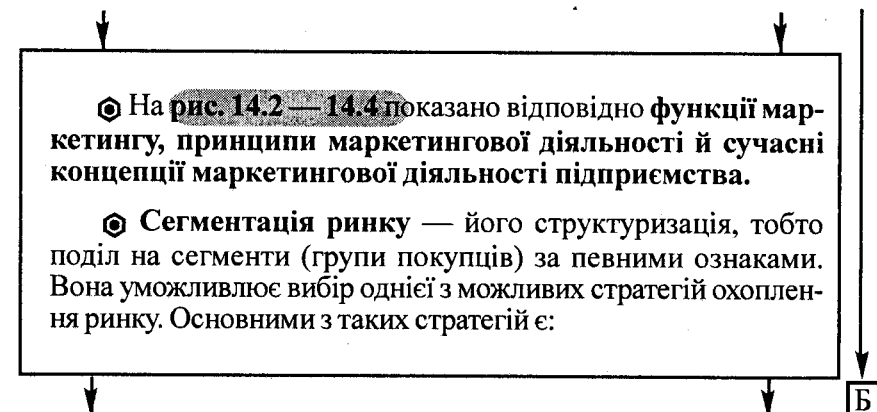 На рис. 14.2 — 14.4 показано відповідно функції мар-
кетингу, принципи маркетингової діяльності й сучасні
концепції маркетингової діяльності підприємства.
Сегментація ринку — його структуризація, тобто
поділ на сегменти (групи покупців) за певними ознаками.
Вона уможливлює вибір однієї з можливих стратегій охоплен-
ня ринку. Основними з таких стратегій є:
Б